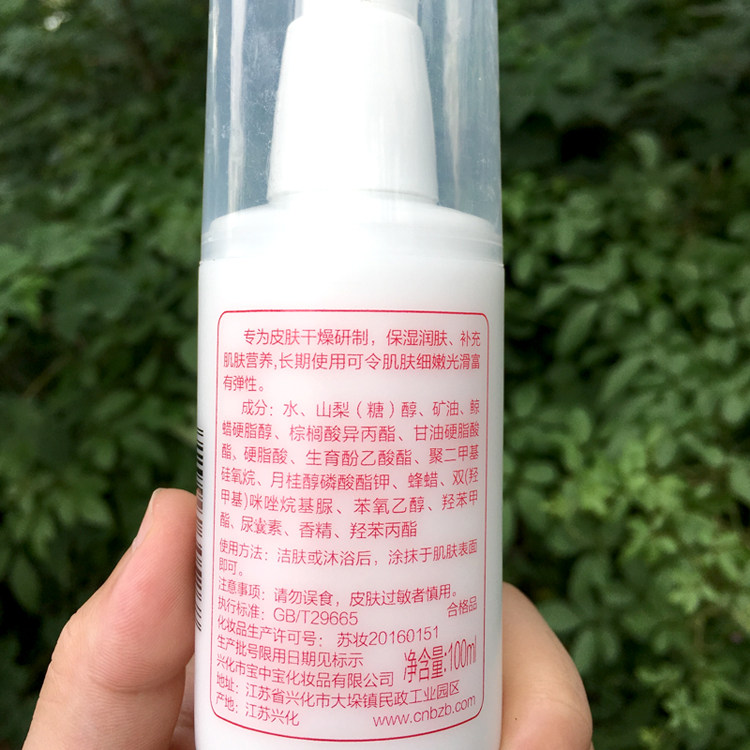 专为皮肤干燥研制，保湿润肤、补充
肌肤营养,长期使用可令肌肤细嫩光滑富
有弹性。
成分：水、山梨（糖）醇、矿油、鲸
蜡硬脂醇、棕榈酸异丙酯、甘油硬脂酸
酯、硬脂酸、生育酚乙酸酯、聚二甲基
硅氧烷、月桂醇磷酸酯钾、蜂蜡、双(羟
甲基)咪唑烷基脲、苯氧乙醇、羟苯甲
酯、尿囊素、香精、羟苯丙酯
使用方法：洁肤或沐浴后，涂抹于肌肤表面
即可。
注意事项：请勿误食，皮肤过敏者慎用。
执行标准：GB/T29665 合格品
化妆品生产许可号：苏妆20160151
生产批号限用日期见标示
兴化市宝中宝化妆品有限公司 净含量:100ml
地址：江苏省兴化市大垛镇民政工业园区
产地：江苏兴化 www.cnbzb.com